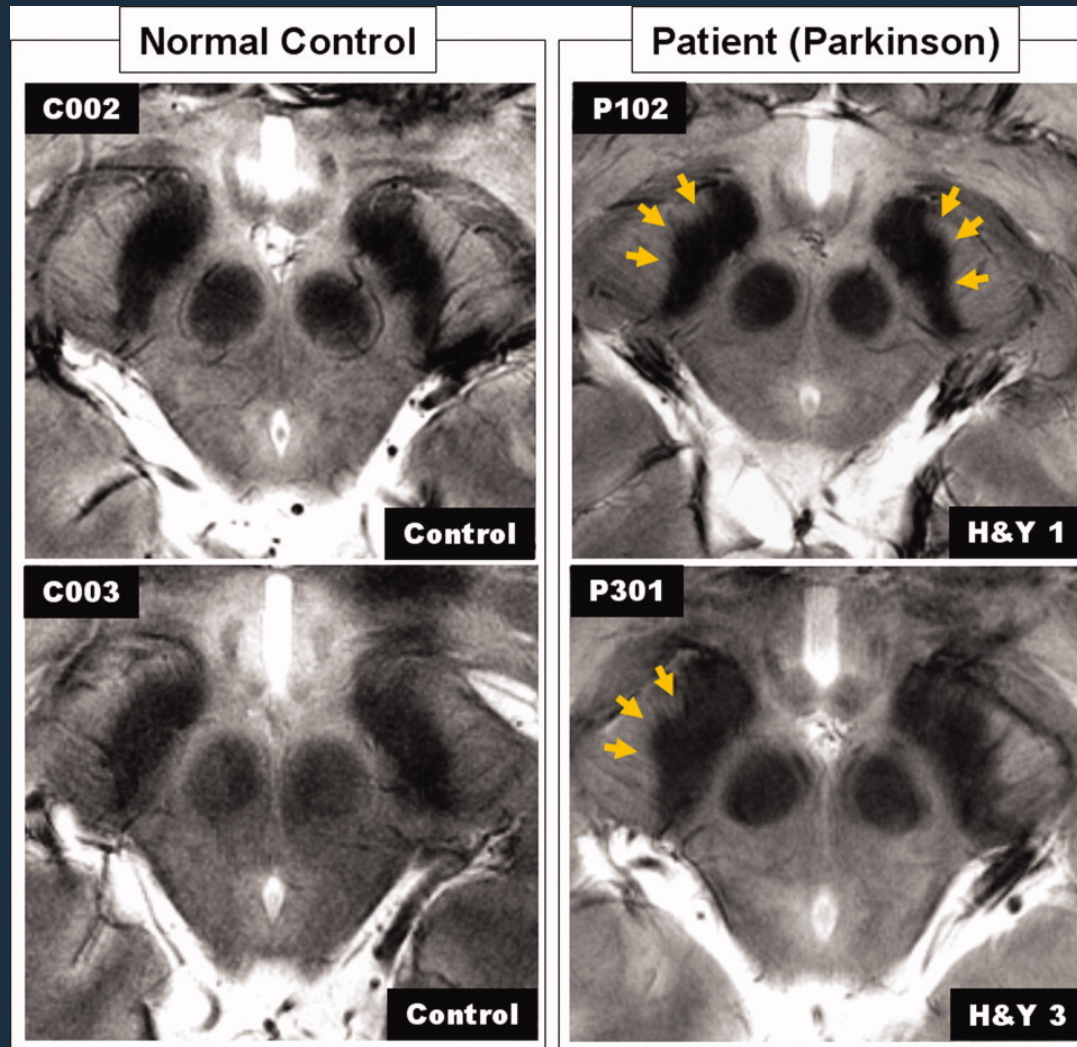 Normal Control
Patient (Parkinson)
C002
P102
Control
H&Y 1
C003
P301
Control
H&Y 3